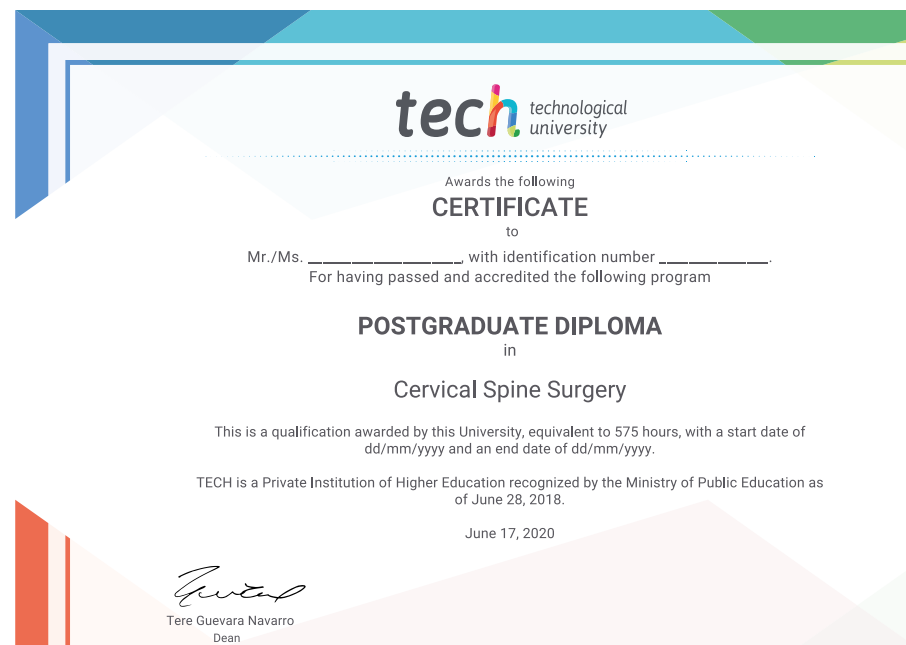 tech technological
university
Awards the following
CERTIFICATE
to
Mr./Ms. ____________________, with identification number ______________.
For having passed and accredited the following program
POSTGRADUATE DIPLOMA
in
Cervical Spine Surgery
This is a qualification awarded by this University, equivalent to 575 hours, with a start date of
dd/mm/yyyy and an end date of dd/mm/yyyy.
TECH is a Private Institution of Higher Education recognized by the Ministry of Public Education as
of June 28, 2018.
June 17, 2020
Tere Guevara Navarro
Dean